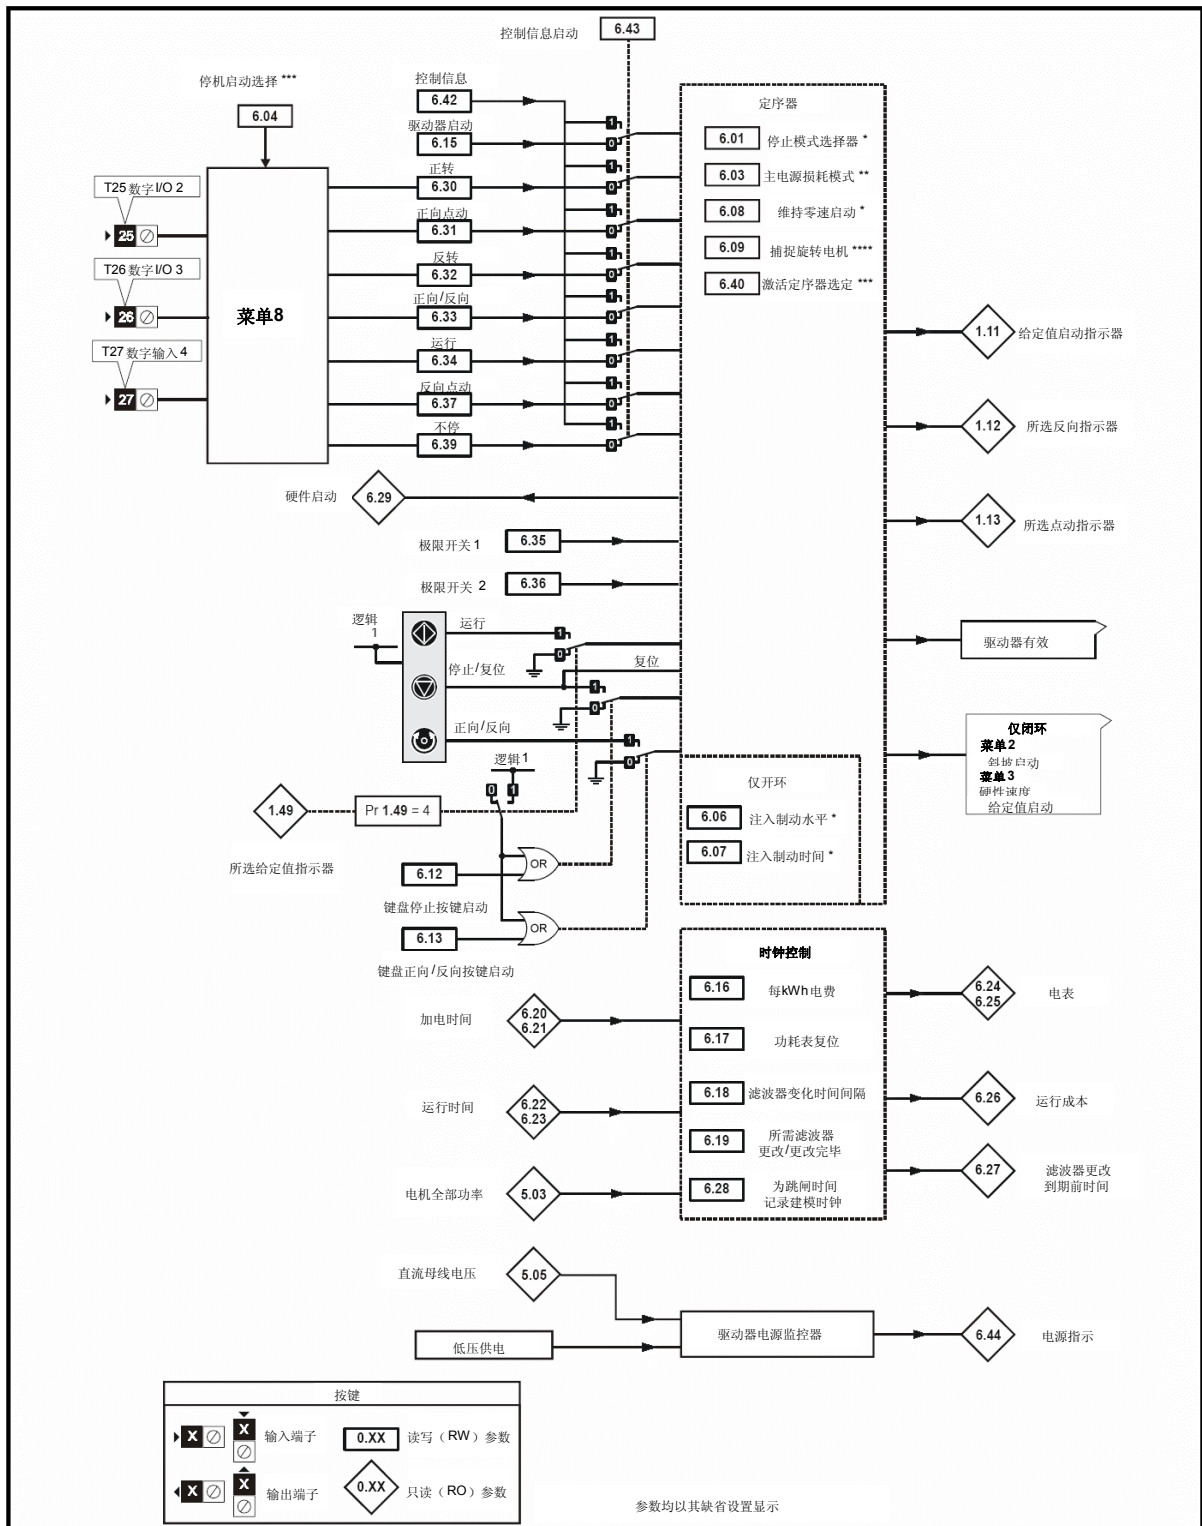 控制信息启动
6.43
停机启动选择 ***
6.04
控制信息
6.42
驱动器启动
6.15
正转
6.30
正向点动
6.31
反转
6.32
正向/反向
6.33
运行
6.34
反向点动
6.37
不停
6.39
1
0
1
0
1
0
1
0
1
0
1
0
1
0
1
0
T25 数字 I/O 2
25
T26 数字 I/O 3
26
T27 数字输入 4
27
菜单8
定序器
6.01 停止模式选择器 *
6.03 主电源损耗模式 **
6.08 维持零速启动 *
6.09 捕捉旋转电机 ****
6.40 激活定序器选定 ***
1.11 给定值启动指示器
1.12 所选反向指示器
1.13 所选点动指示器
硬件启动 6.29
极限开关 1 6.35
极限开关 2 6.36
逻辑
1
运行
停止/复位
正向/反向
1
0
复位
1
0
1
0
驱动器有效
仅闭环
菜单2
斜坡启动
菜单3
硬性速度
给定值启动
逻辑1
0 1
1.49
Pr 1.49 = 4
所选给定值指示器
6.12
OR
键盘停止按键启动
6.13
OR
键盘正向/反向按键启动
仅开环
6.06 注入制动水平 *
6.07 注入制动时间 *
时钟控制
6.16 每kWh电费
6.17 功耗表复位
6.18 滤波器变化时间间隔
6.19 所需滤波器
更改/更改完毕
6.28 为跳闸时间
记录建模时钟
加电时间
6.20
6.21
运行时间
6.22
6.23
电机全部功率 5.03
6.24
6.25
电表
6.26 运行成本
6.27 滤波器更改
到期前时间
直流母线电压 5.05
低压供电
驱动器电源监控器
6.44 电源指示
按键
X X 输入端子 0.XX 读写（RW）参数
X X 输出端子 0.XX 只读（RO）参数
参数均以其缺省设置显示